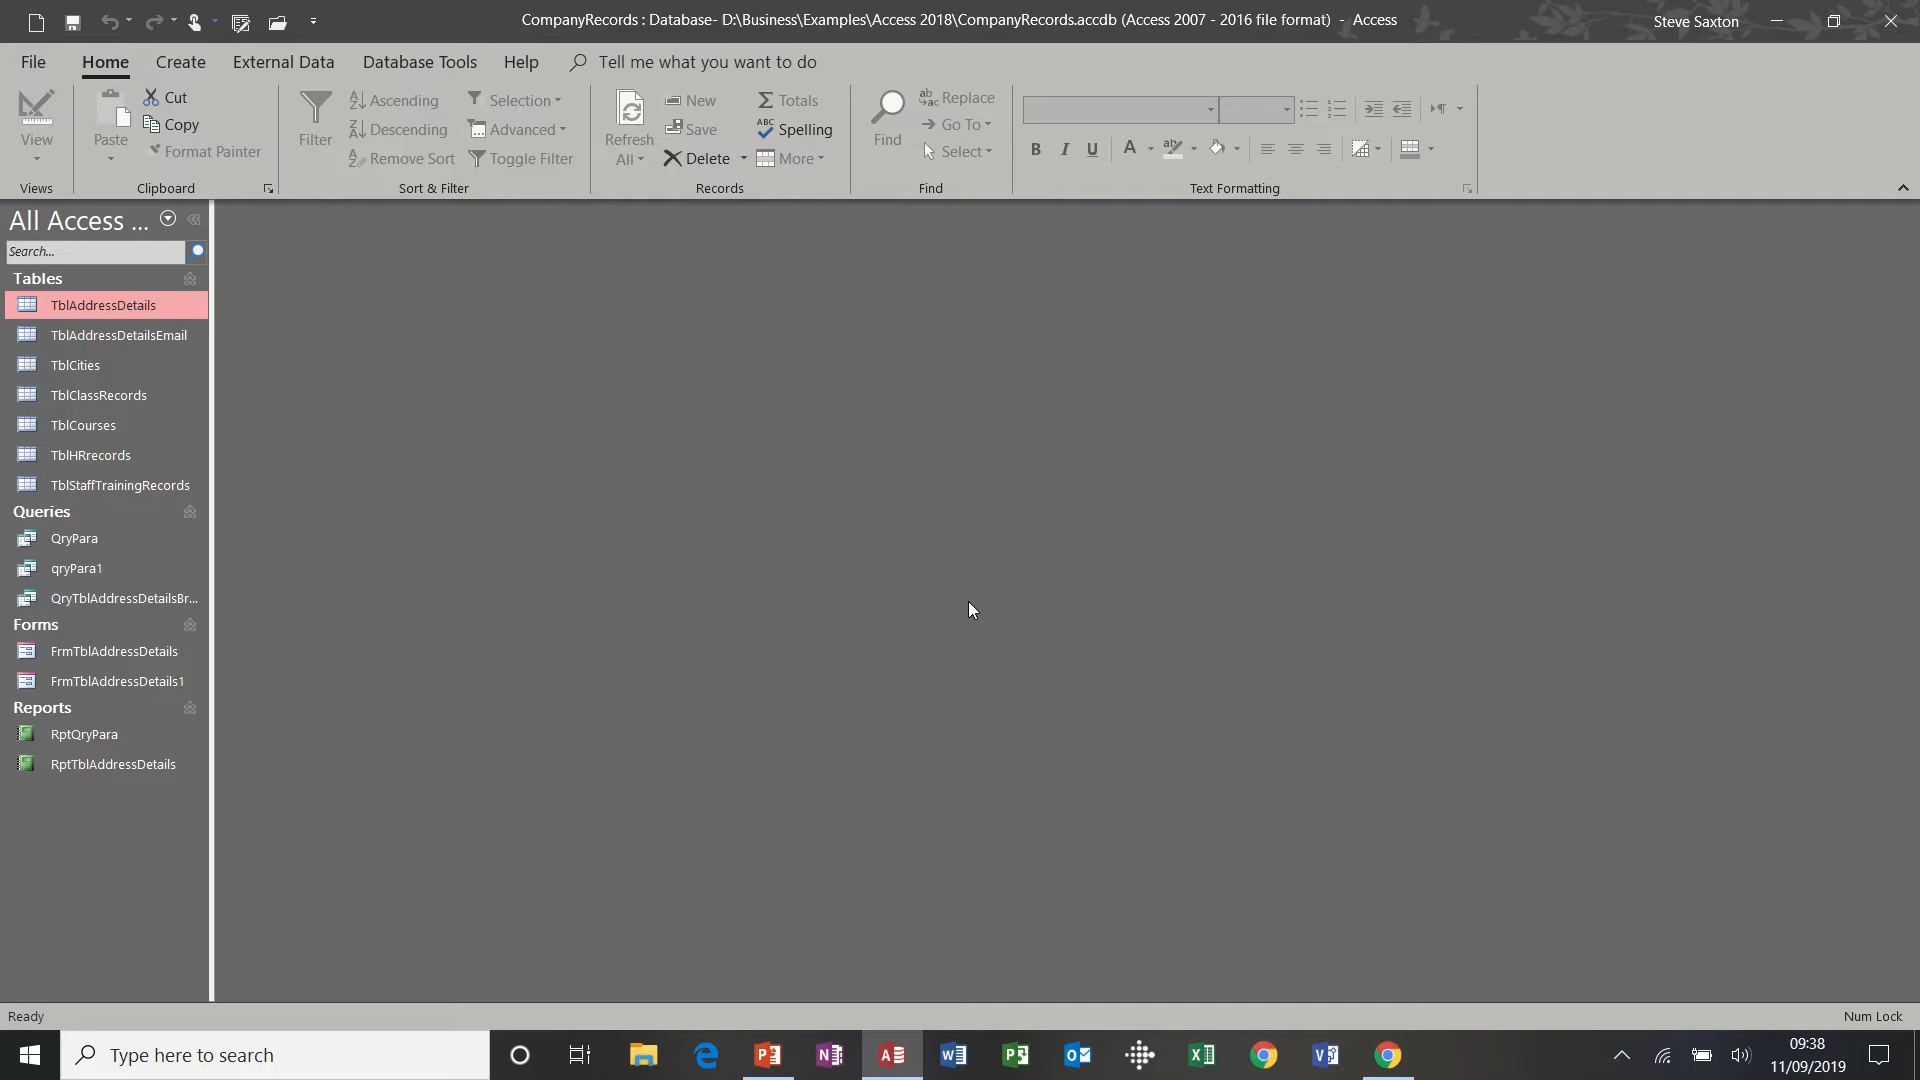 CompanyRecords : Database- D:\Business\Examples\Access 2018\CompanyRecords.accdb (Access 2007 - 2016 file format) - Access
Steve Saxton
File Home Create External Data Database Tools Help Tell me what you want to do
View
Views
Paste
Cut
Copy
Format Painter
Clipboard
Filter
Ascending
Descending
Remove Sort
Selection
Advanced
Toggle Filter
Sort & Filter
Refresh
All
New
Save
Delete
Totals
Spelling
More
Records
Find
Replace
Go To
Select
Find
B I U A
Text Formatting
All Access ...
Search...
Tables
TblAddressDetails
TblAddressDetailsEmail
TblCities
TblClassRecords
TblCourses
TblHRrecords
TblStaffTrainingRecords
Queries
QryPara
qryPara1
QryTblAddressDetailsBr...
Forms
FrmTblAddressDetails
FrmTblAddressDetails1
Reports
RptQryPara
RptTblAddressDetails
Ready
Num Lock
Type here to search
09:38
11/09/2019